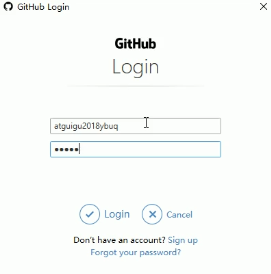 GitHub Login
GitHub
Login
atguigu2018ybuq
●●●●●
Login
Cancel
Don't have an account? Sign up
Forgot your password?